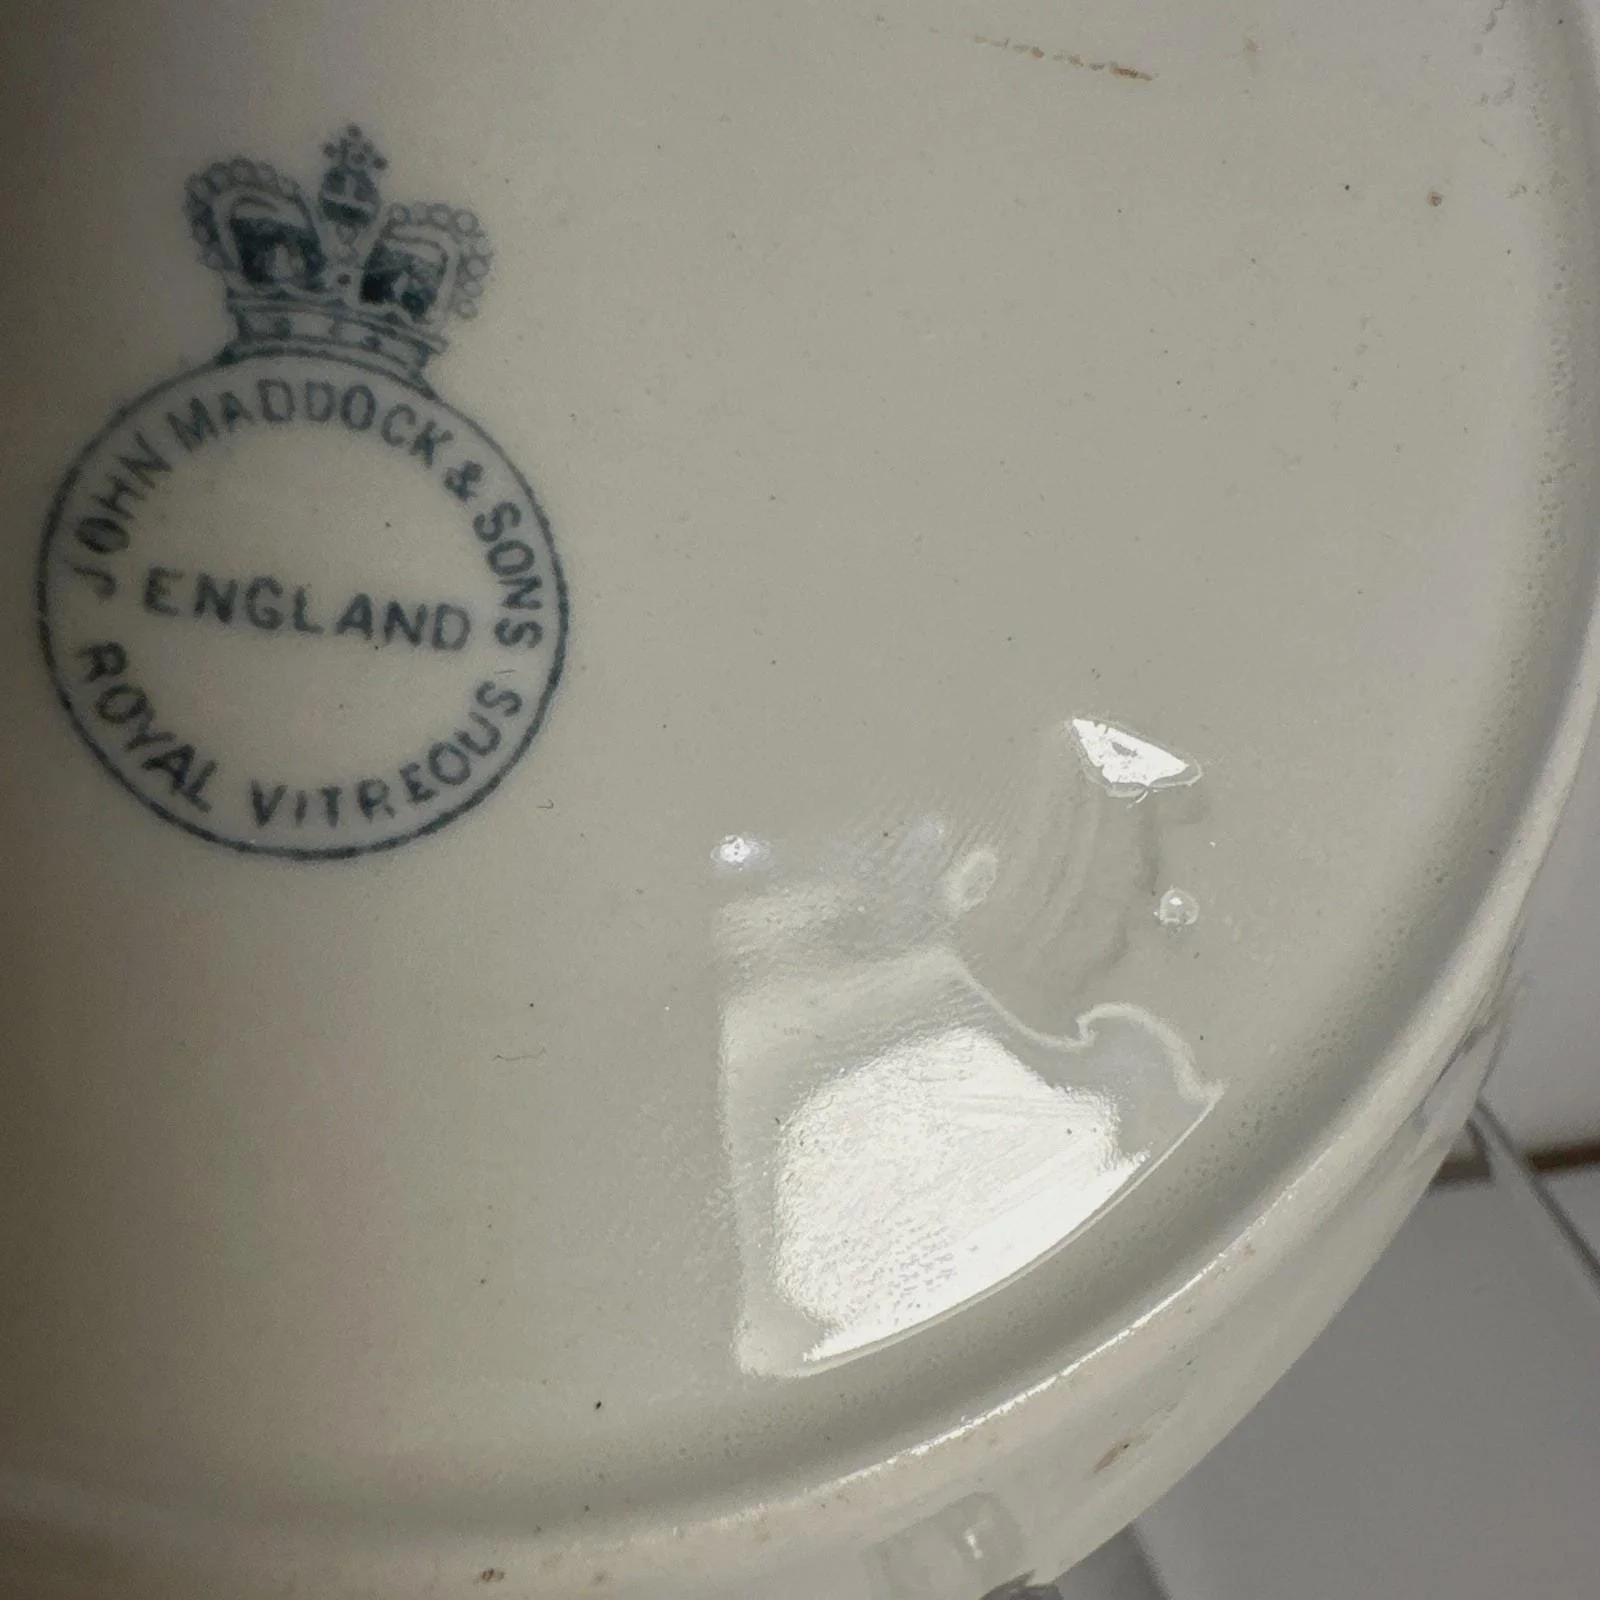 JOHN MADDOCK & SONS
ENGLAND
ROYAL VITREOUS